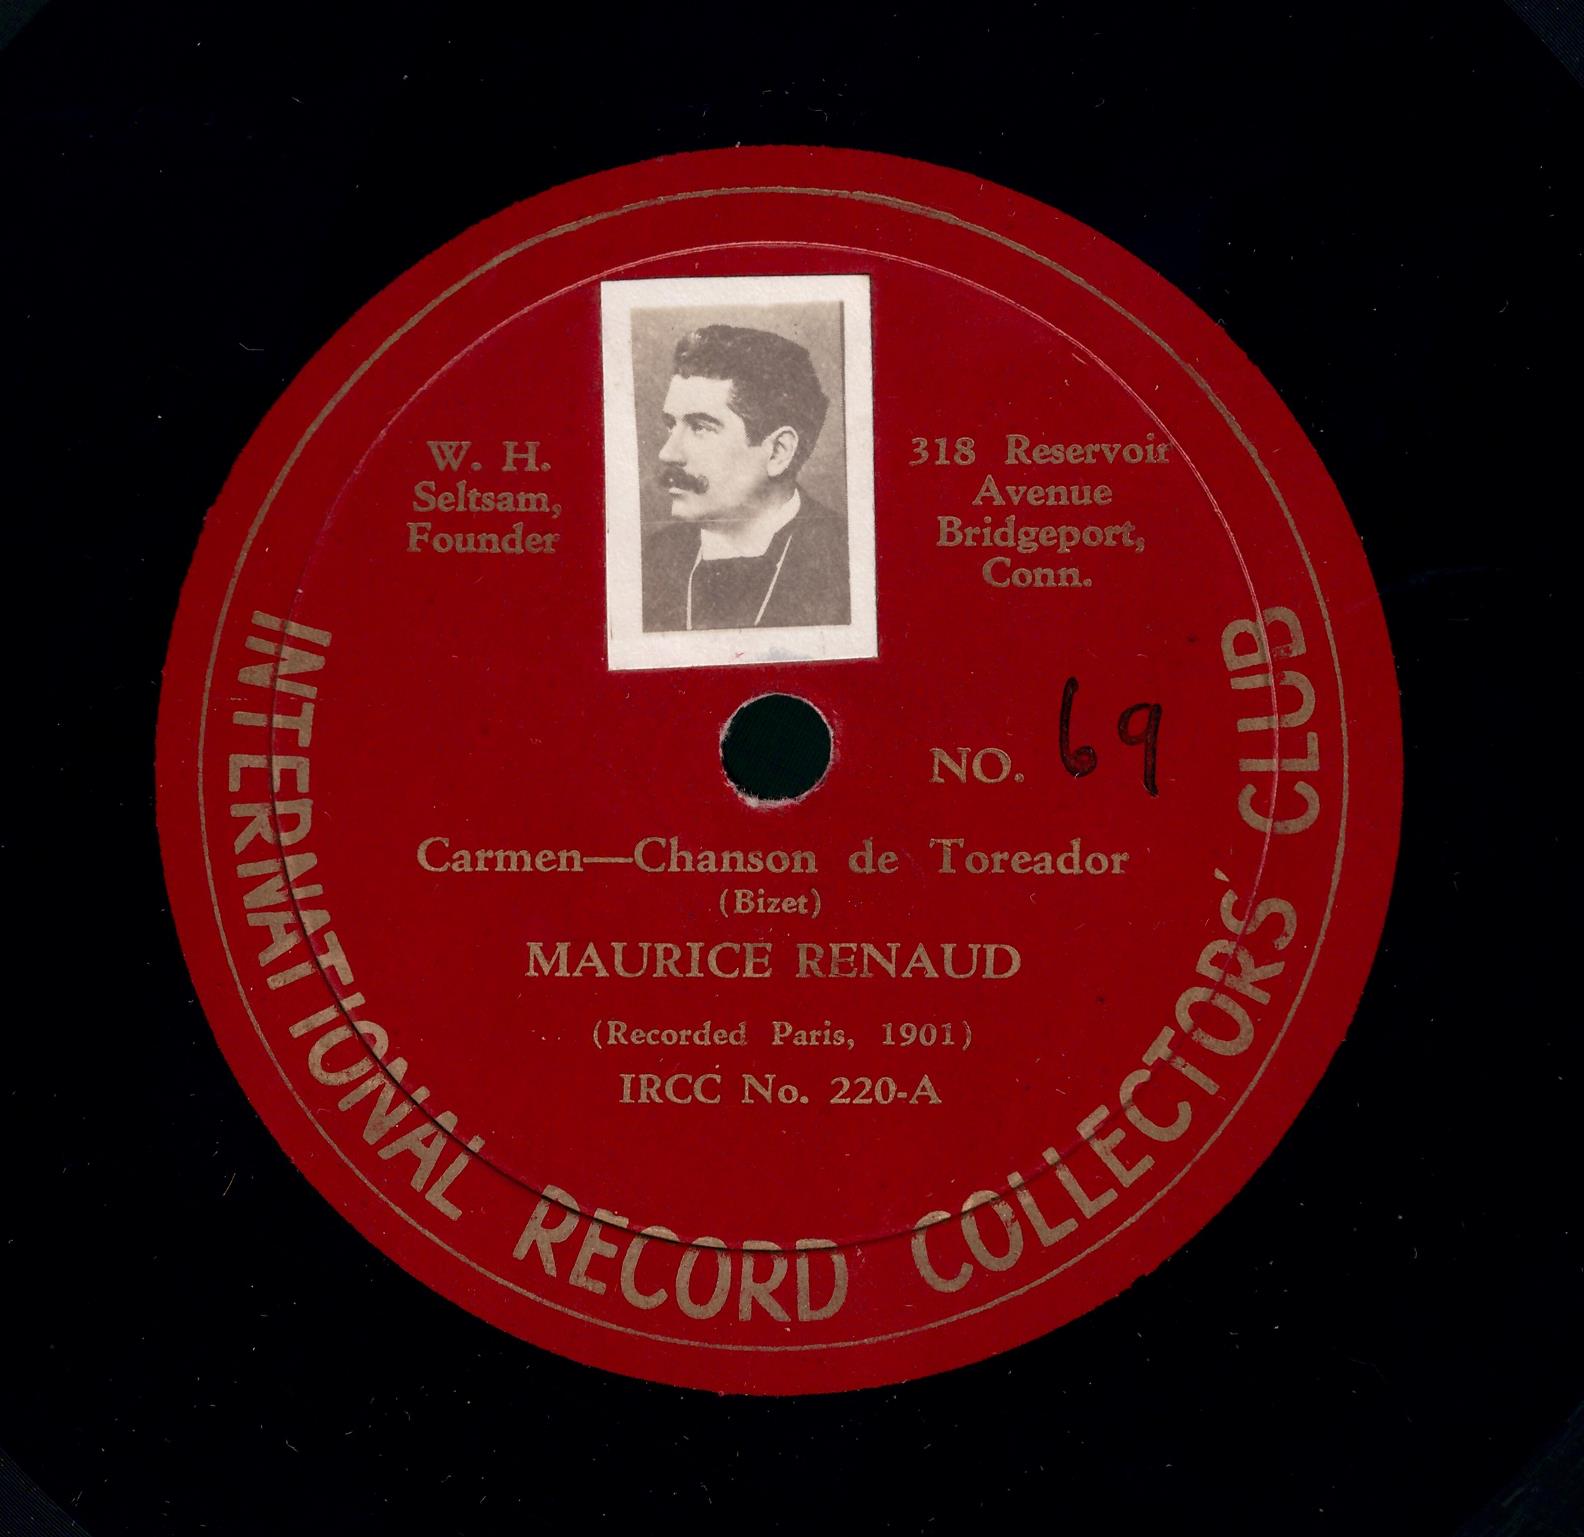 W. H.
Seltsam,
Founder
318 Reservoir
Avenue
Bridgeport,
Conn.
NO. 69
Carmen—Chanson de Toreador
(Bizet)
MAURICE RENAUD
(Recorded Paris, 1901)
IRCC No. 220-A
INTERNATIONAL RECORD COLLECTORS' CLUB